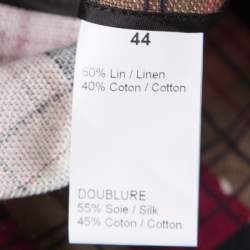 44
60% Lin / Linen
40% Coton / Cotton
DOUBLURE
55% Soie / Silk
45% Coton / Cotton